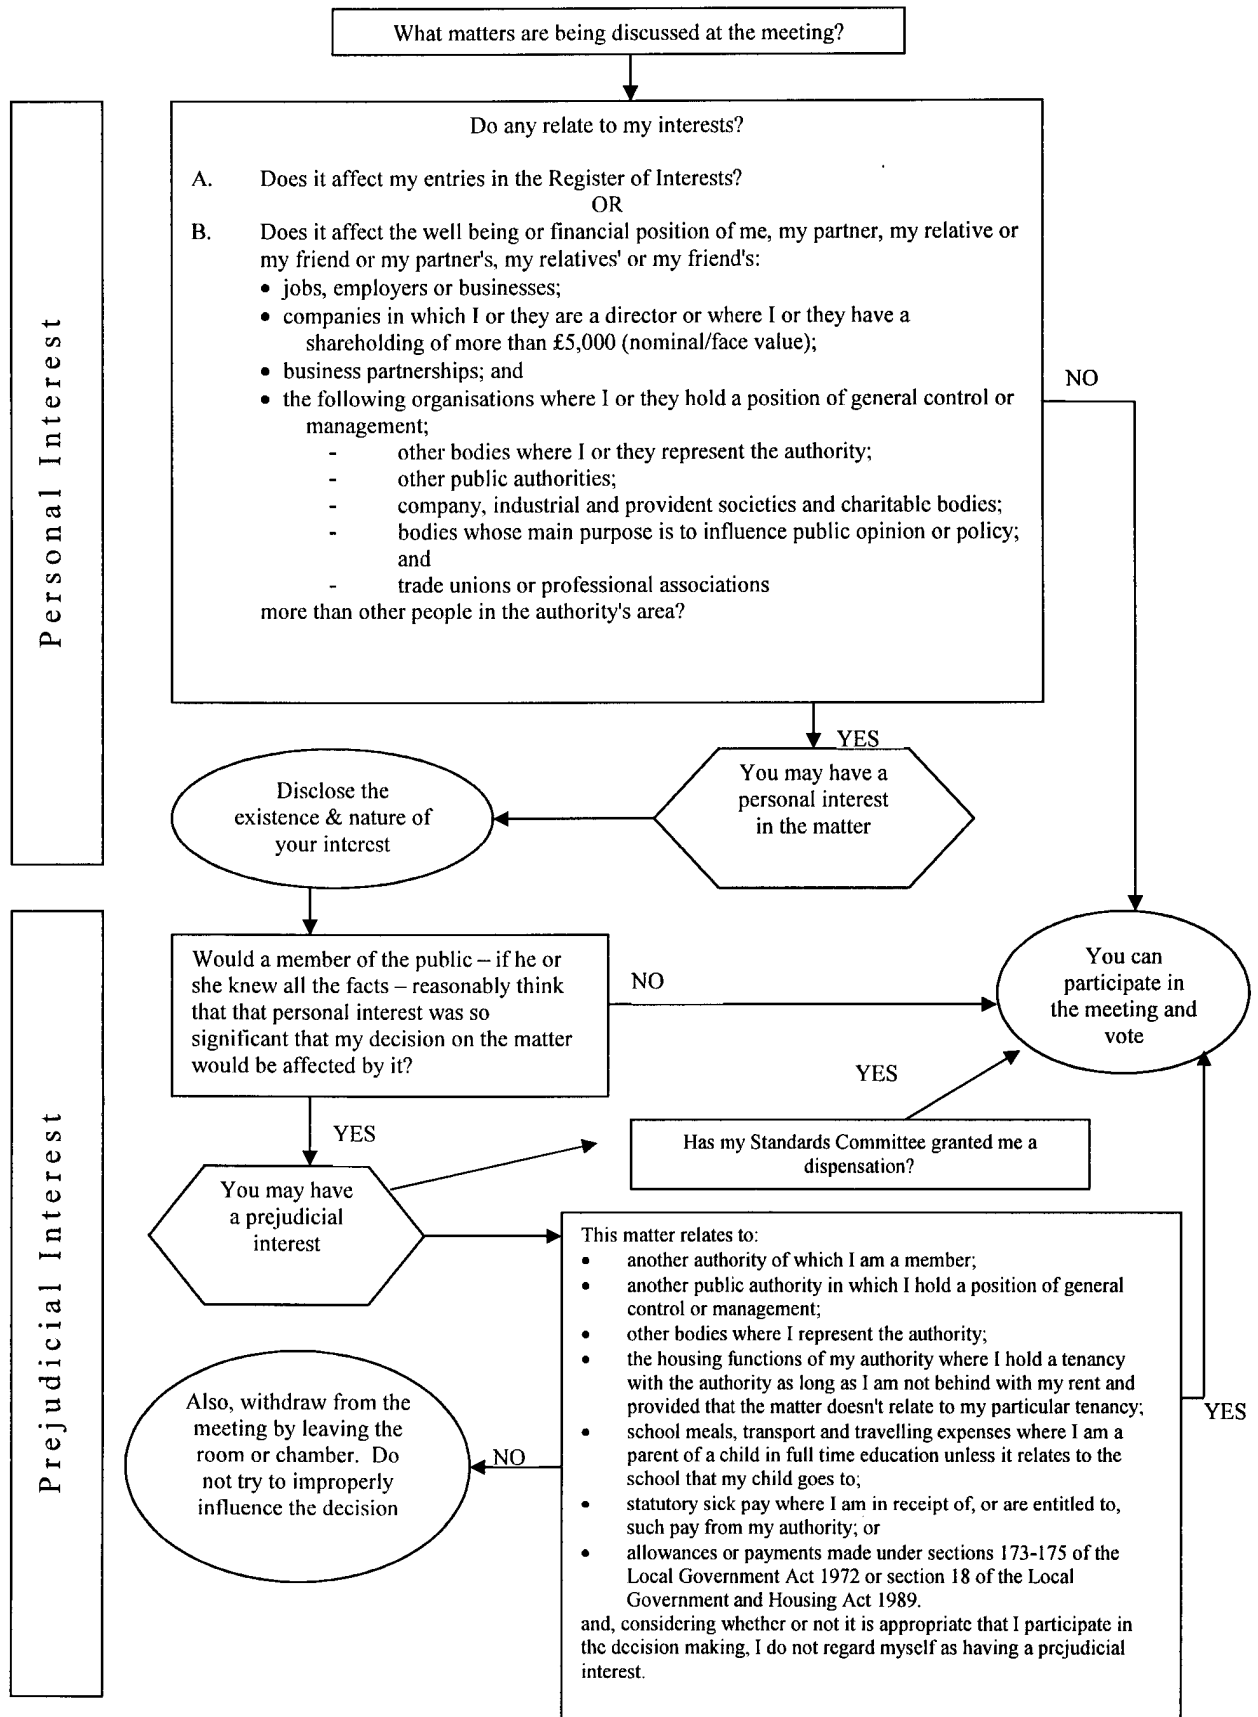 What matters are being discussed at the meeting?
Personal Interest
Do any relate to my interests?
A. Does it affect my entries in the Register of Interests?
OR
B. Does it affect the well being or financial position of me, my partner, my relative or
my friend or my partner's, my relatives' or my friend's:
• jobs, employers or businesses;
• companies in which I or they are a director or where I or they have a
shareholding of more than £5,000 (nominal/face value);
• business partnerships; and
• the following organisations where I or they hold a position of general control or
management;
- other bodies where I or they represent the authority;
- other public authorities;
- company, industrial and provident societies and charitable bodies;
- bodies whose main purpose is to influence public opinion or policy;
and
- trade unions or professional associations
more than other people in the authority's area?
NO
YES
You may have a
personal interest
in the matter
Disclose the
existence & nature of
your interest
Prejudicial Interest
Would a member of the public – if he or
she knew all the facts – reasonably think
that that personal interest was so
significant that my decision on the matter
would be affected by it?
NO
You can
participate in
the meeting and
vote
YES
YES
Has my Standards Committee granted me a
dispensation?
You may have
a prejudicial
interest
This matter relates to:
• another authority of which I am a member;
• another public authority in which I hold a position of general
control or management;
• other bodies where I represent the authority;
• the housing functions of my authority where I hold a tenancy
with the authority as long as I am not behind with my rent and
provided that the matter doesn't relate to my particular tenancy;
• school meals, transport and travelling expenses where I am a
parent of a child in full time education unless it relates to the
school that my child goes to;
• statutory sick pay where I am in receipt of, or are entitled to,
such pay from my authority; or
• allowances or payments made under sections 173-175 of the
Local Government Act 1972 or section 18 of the Local
Government and Housing Act 1989.
and, considering whether or not it is appropriate that I participate in
the decision making, I do not regard myself as having a prejudicial
interest.
YES
NO
Also, withdraw from the
meeting by leaving the
room or chamber. Do
not try to improperly
influence the decision